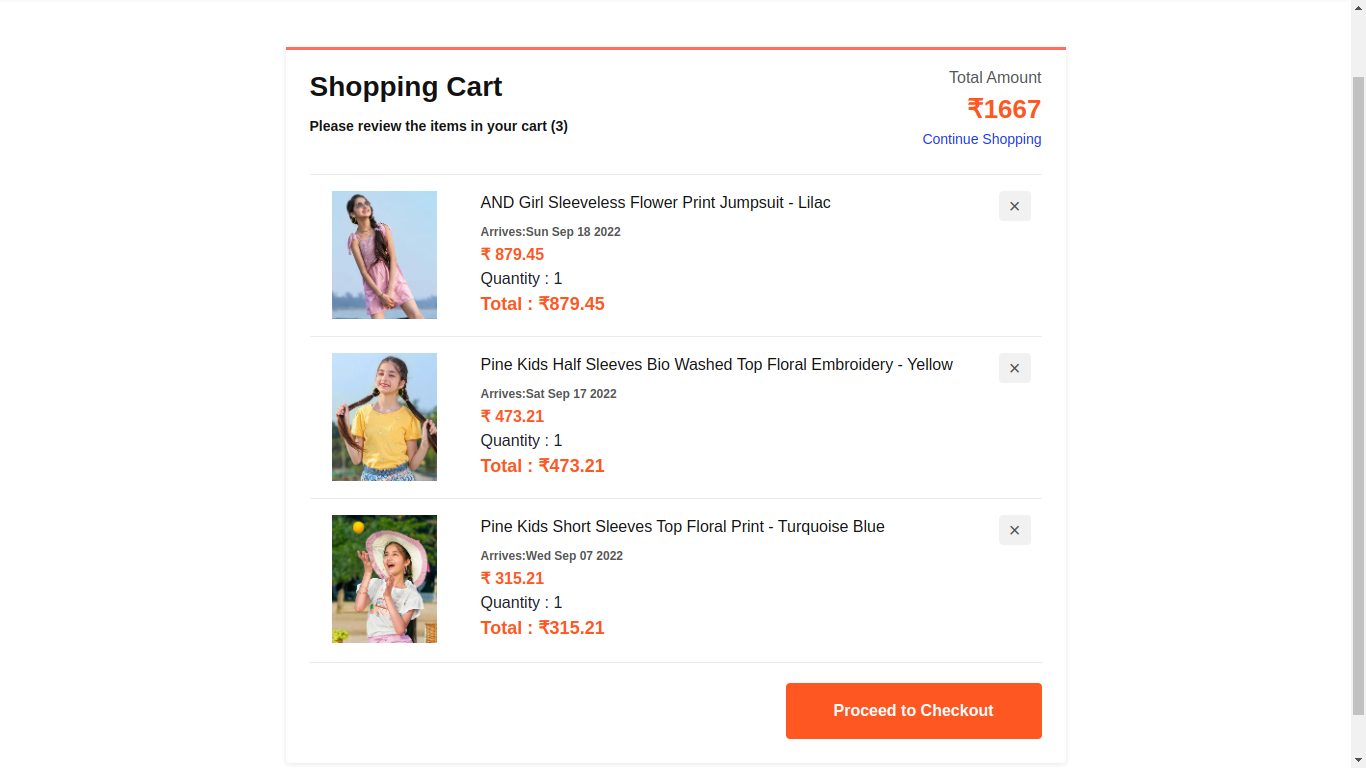 Shopping Cart
Please review the items in your cart (3)
Total Amount
₹1667
Continue Shopping
AND Girl Sleeveless Flower Print Jumpsuit - Lilac
Arrives:Sun Sep 18 2022
₹ 879.45
Quantity : 1
Total : ₹879.45
×
Pine Kids Half Sleeves Bio Washed Top Floral Embroidery - Yellow
Arrives:Sat Sep 17 2022
₹ 473.21
Quantity : 1
Total : ₹473.21
×
Pine Kids Short Sleeves Top Floral Print - Turquoise Blue
Arrives:Wed Sep 07 2022
₹ 315.21
Quantity : 1
Total : ₹315.21
×
Proceed to Checkout